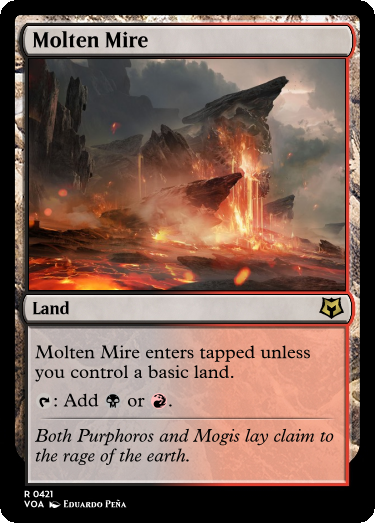 Molten Mire
Land
Molten Mire enters tapped unless
you control a basic land.
: Add or .
Both Purphoros and Mogis lay claim to
the rage of the earth.
R 0421
VOA Eduardo Peña